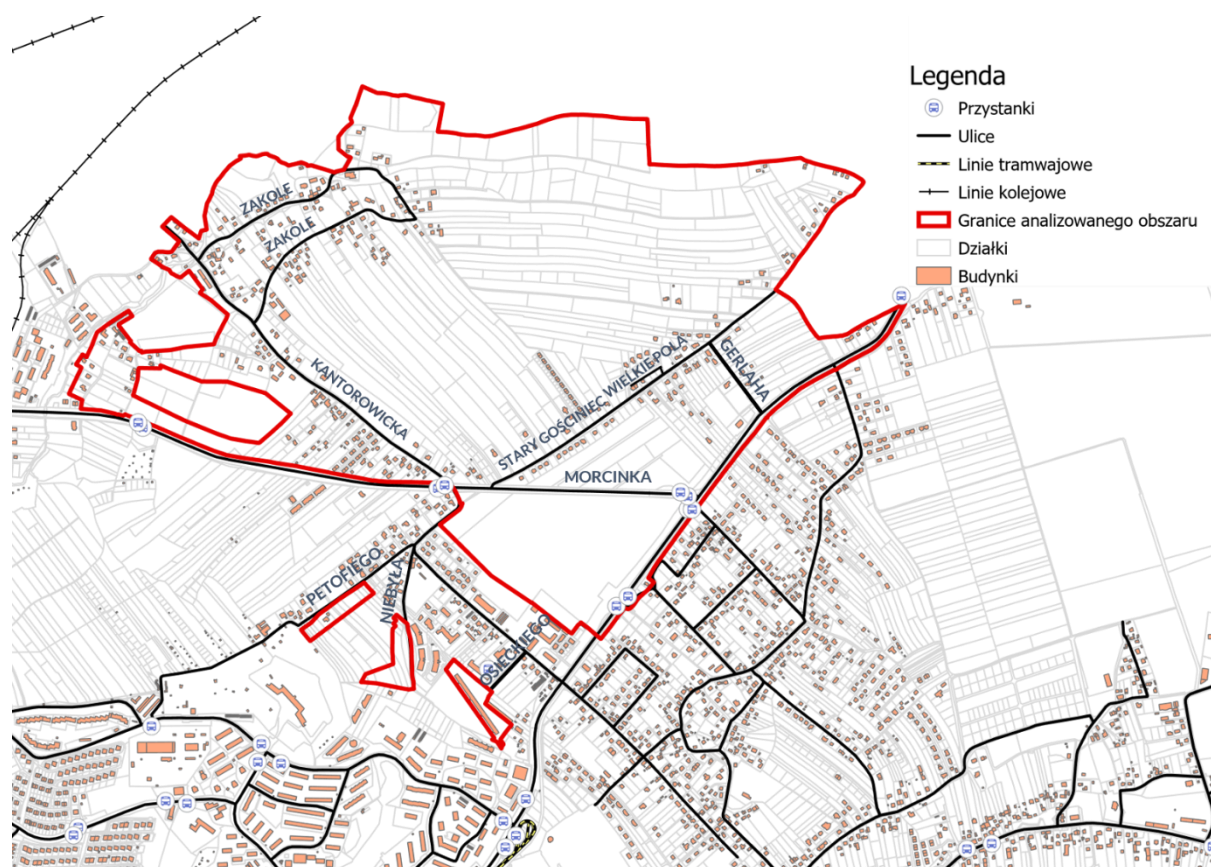 Legenda
Przystanki
Ulice
Linie tramwajowe
Linie kolejowe
Granice analizowanego obszaru
Działki
Budynki
ZAKOLE
ZAKOLE
KANTOROWICKA
STARY GOŚCINIEC WIELKIE POLA
GERLAHA
MORCINKA
PETOFIEGO
NIEBYŁA
OSIECKIEGO